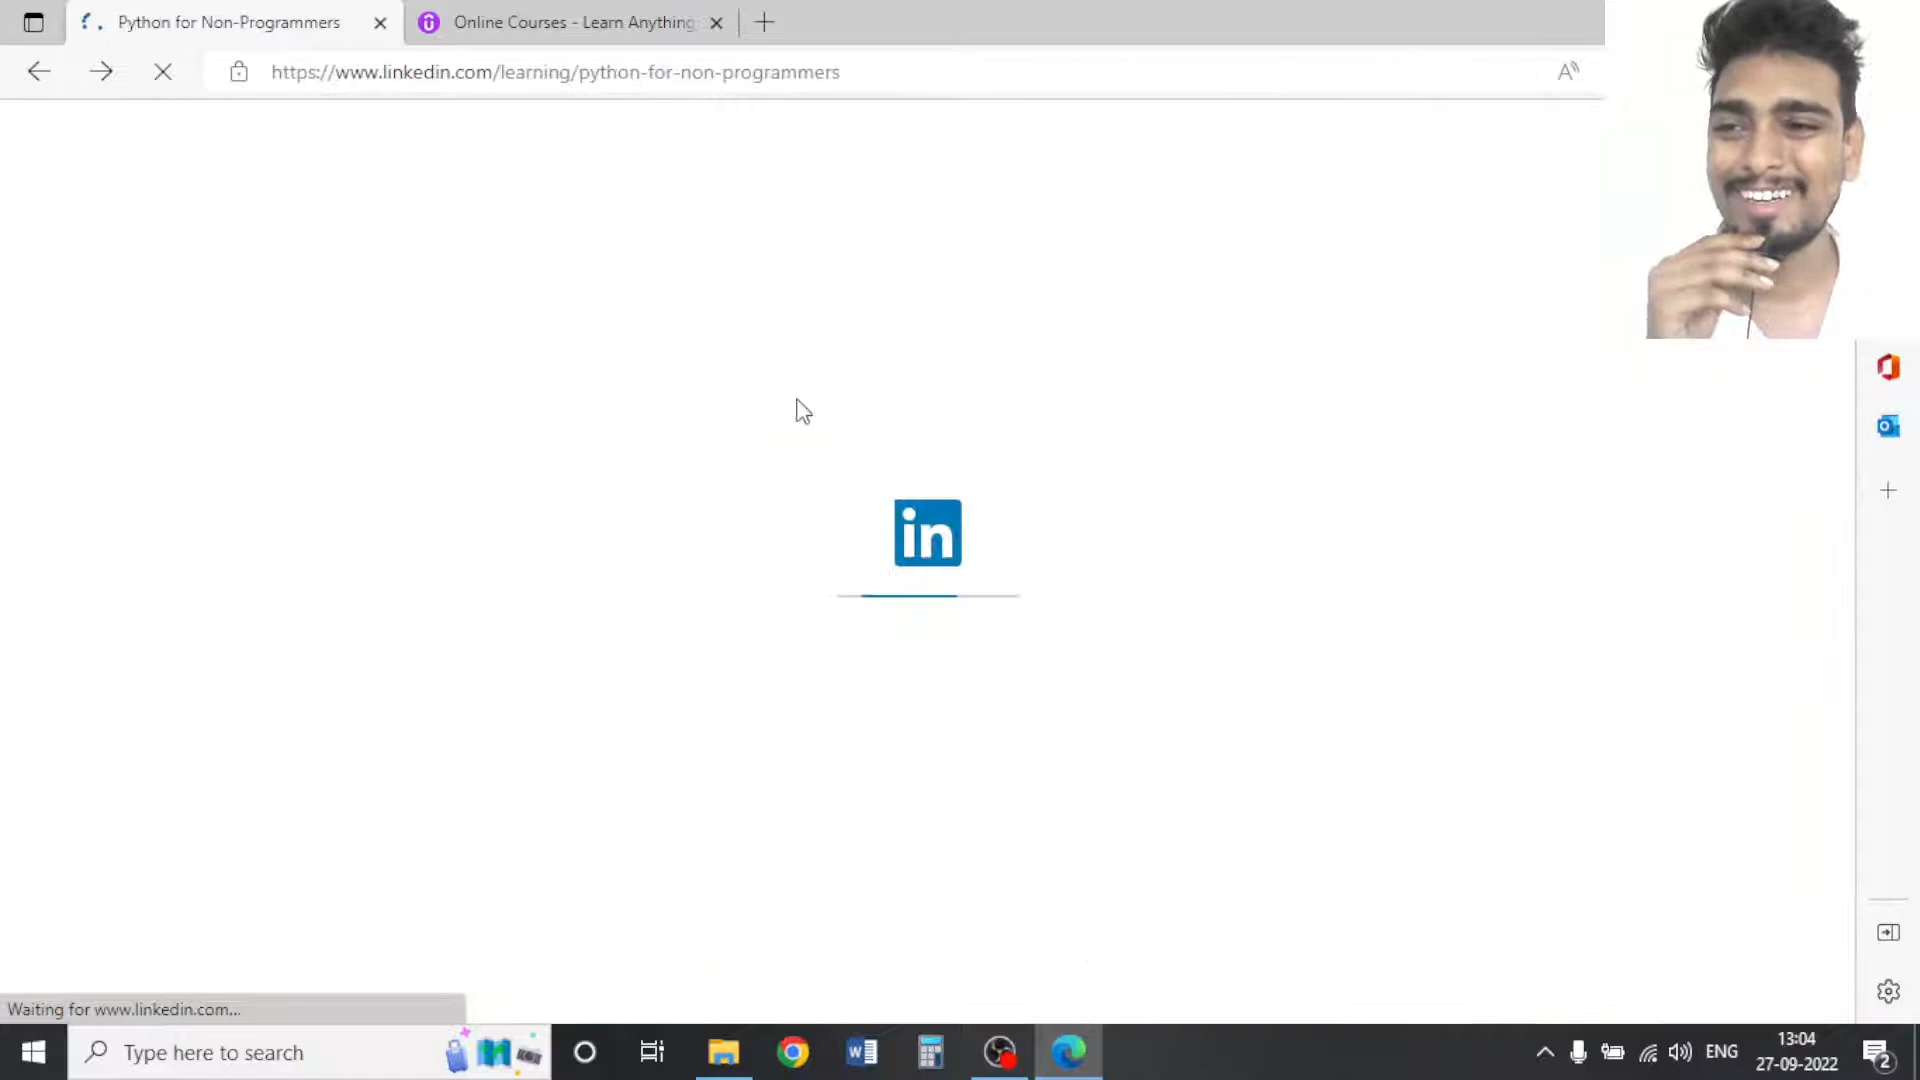 Python for Non-Programmers
Online Courses - Learn Anything
https://www.linkedin.com/learning/python-for-non-programmers
in
Waiting for www.linkedin.com...
Type here to search
ENG
13:04
27-09-2022
2